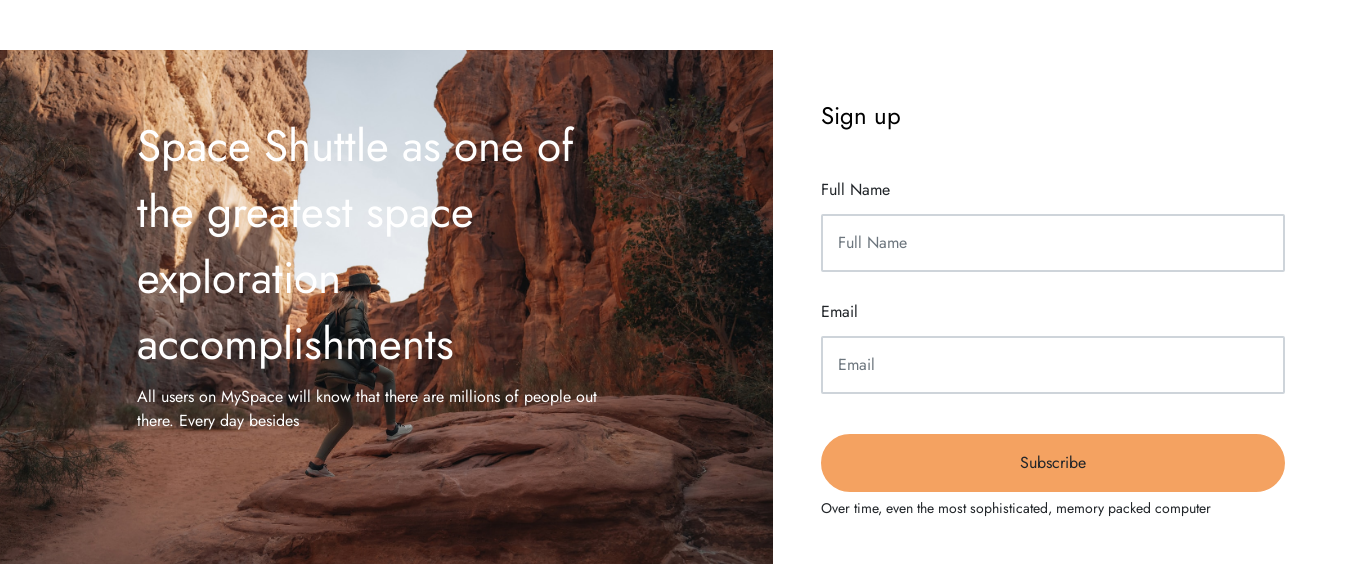 Space Shuttle as one of
the greatest space
exploration
accomplishments
All users on MySpace will know that there are millions of people out
there. Every day besides
Sign up
Full Name
Full Name
Email
Email
Subscribe
Over time, even the most sophisticated, memory packed computer